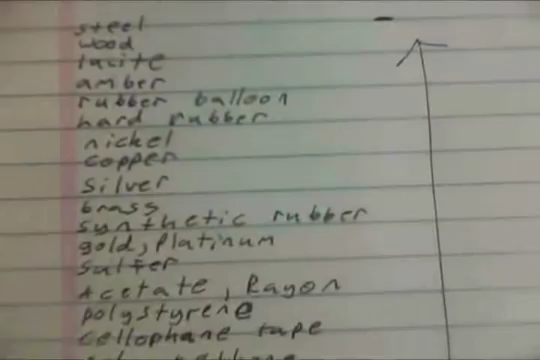 steel
wood
lucite
amber
rubber balloon
hard rubber
nickel
copper
silver
brass
synthetic rubber
gold, platinum
sulfer
Acetate, Rayon
polystyrene
cellophane tape